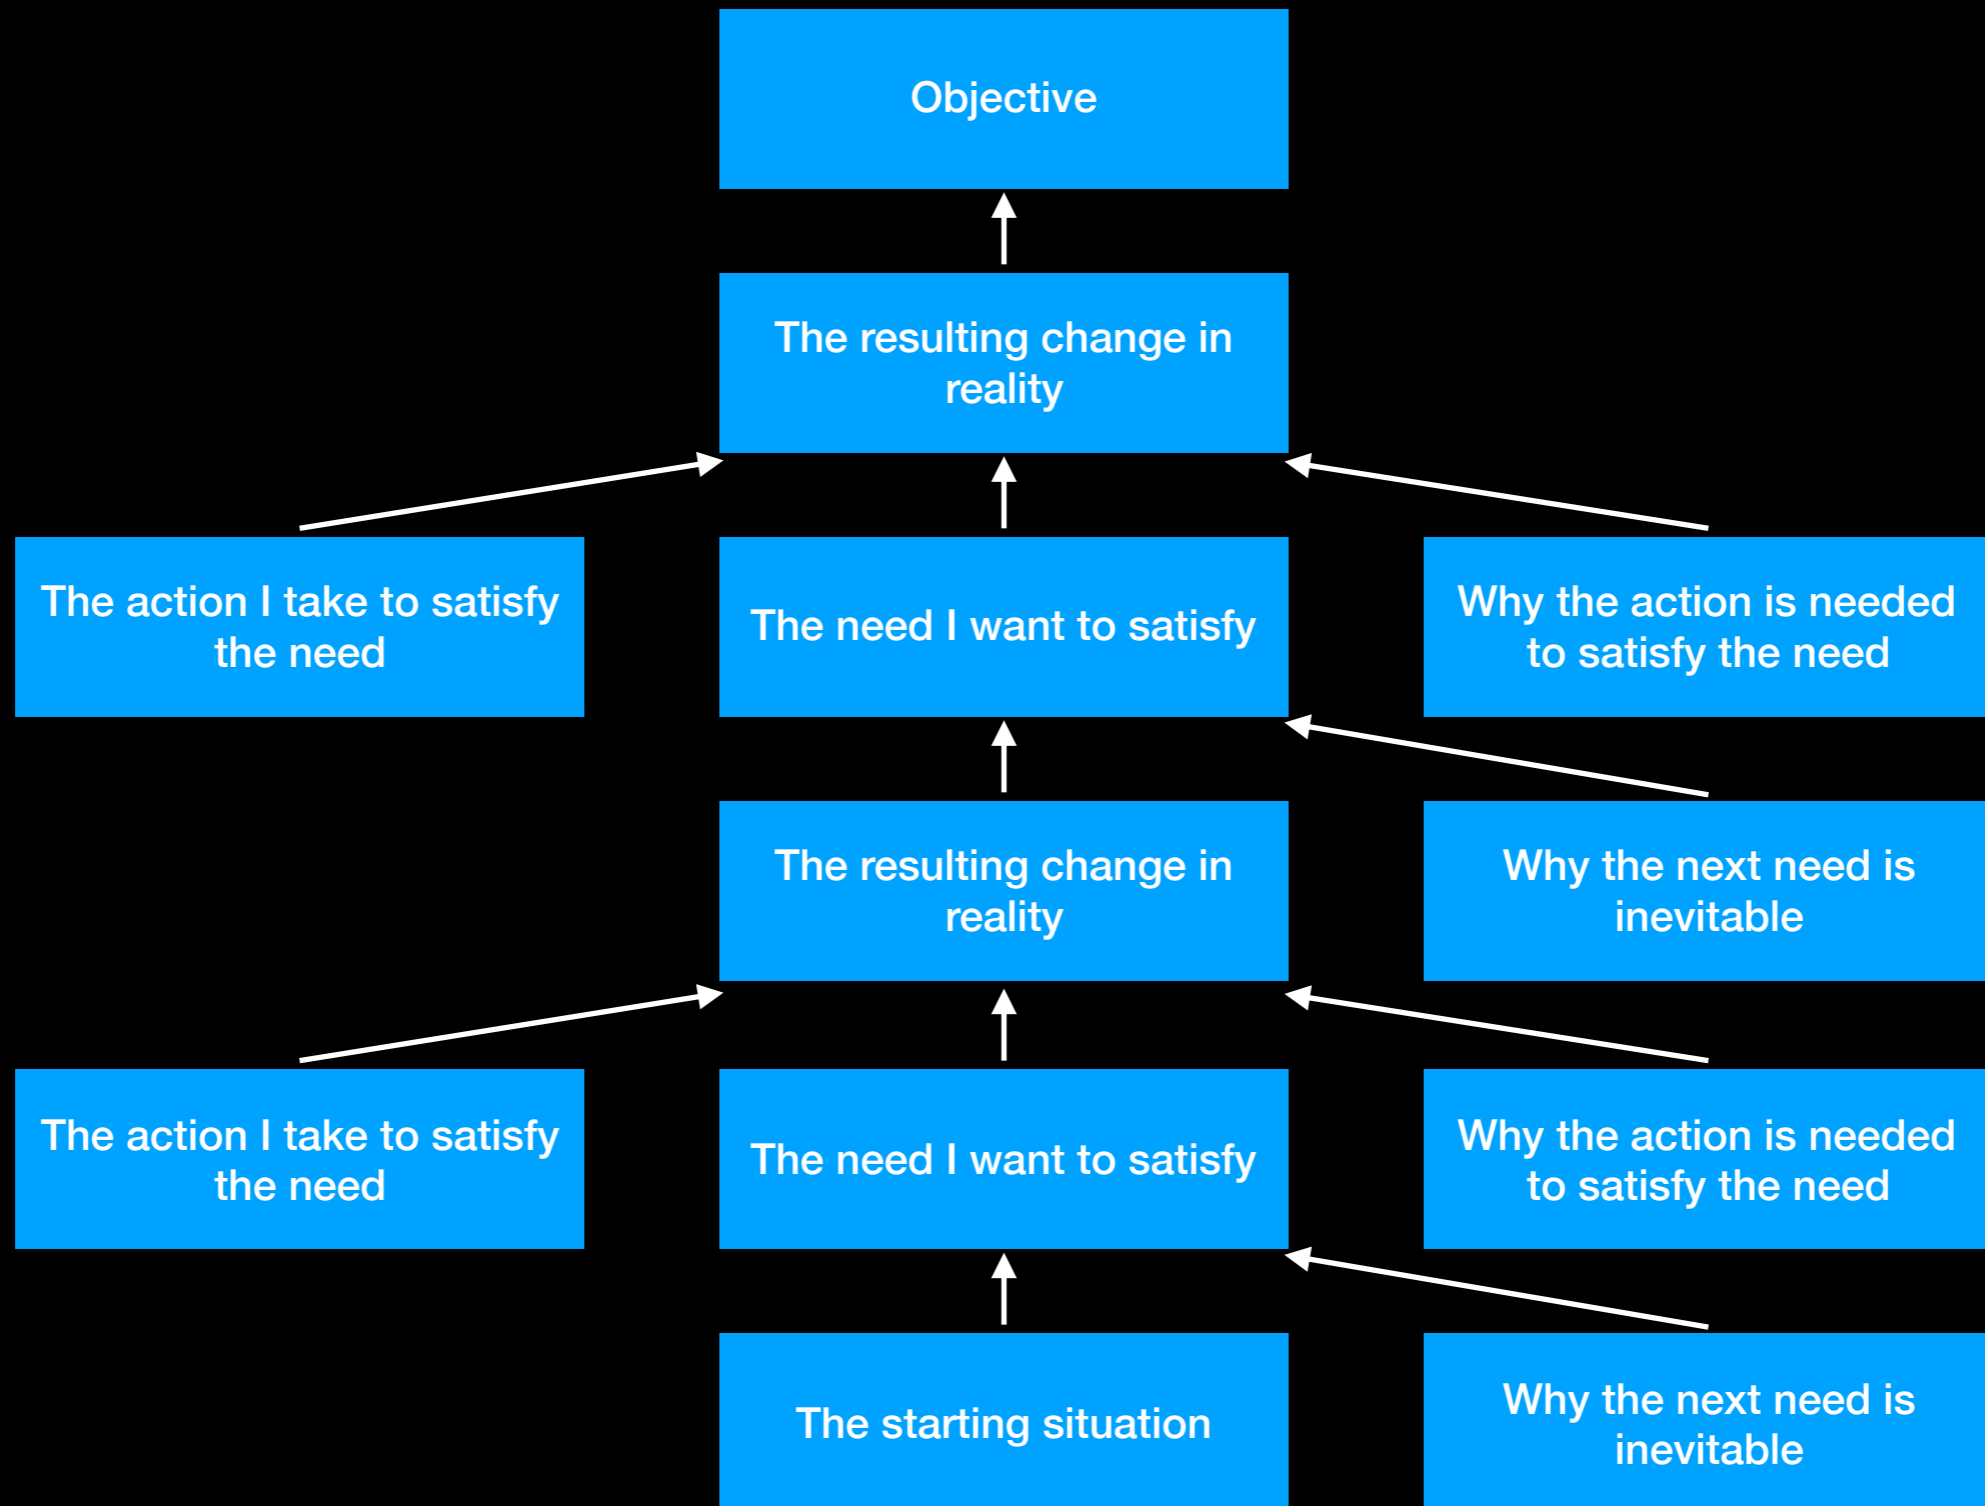 Objective
The resulting change in
reality
The action I take to satisfy
the need
The need I want to satisfy
Why the action is needed
to satisfy the need
The resulting change in
reality
Why the next need is
inevitable
The action I take to satisfy
the need
The need I want to satisfy
Why the action is needed
to satisfy the need
The starting situation
Why the next need is
inevitable